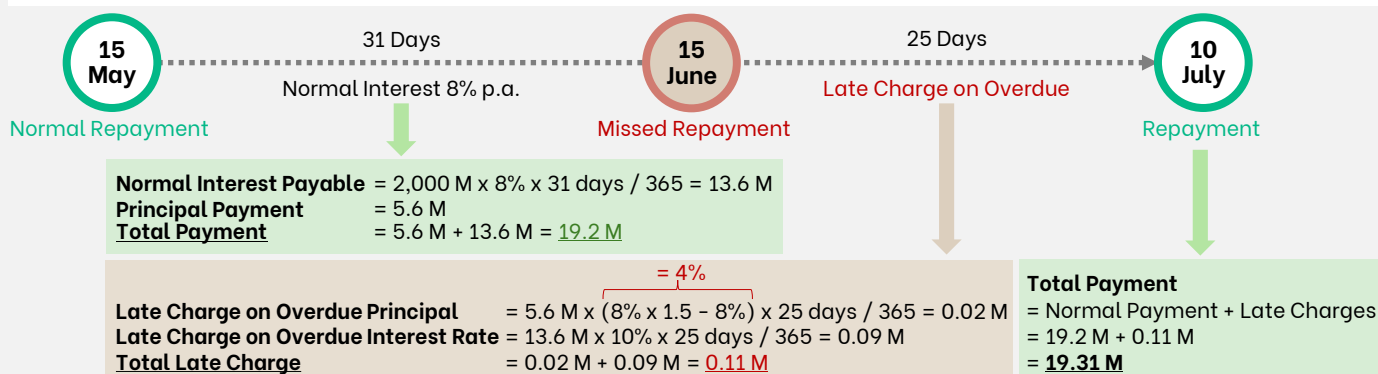 15 May
31 Days
15 June
25 Days
10 July
Normal Interest 8% p.a.
Late Charge on Overdue
Normal Repayment
Missed Repayment
Repayment
Normal Interest Payable = 2,000 M x 8% x 31 days / 365 = 13.6 M
Principal Payment = 5.6 M
Total Payment = 5.6 M + 13.6 M = 19.2 M
= 4%
Late Charge on Overdue Principal = 5.6 M x (8% x 1.5 - 8%) x 25 days / 365 = 0.02 M
Late Charge on Overdue Interest Rate = 13.6 M x 10% x 25 days / 365 = 0.09 M
Total Late Charge = 0.02 M + 0.09 M = 0.11 M
Total Payment
= Normal Payment + Late Charges
= 19.2 M + 0.11 M
= 19.31 M